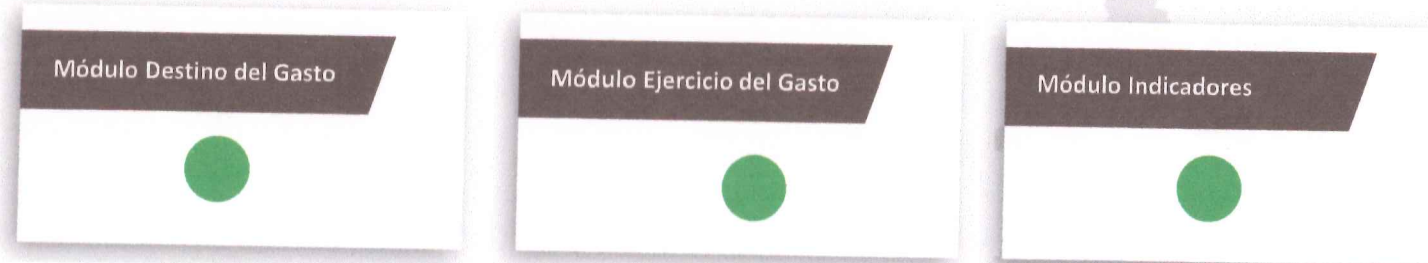 Módulo Destino del Gasto
Módulo Ejercicio del Gasto
Módulo Indicadores